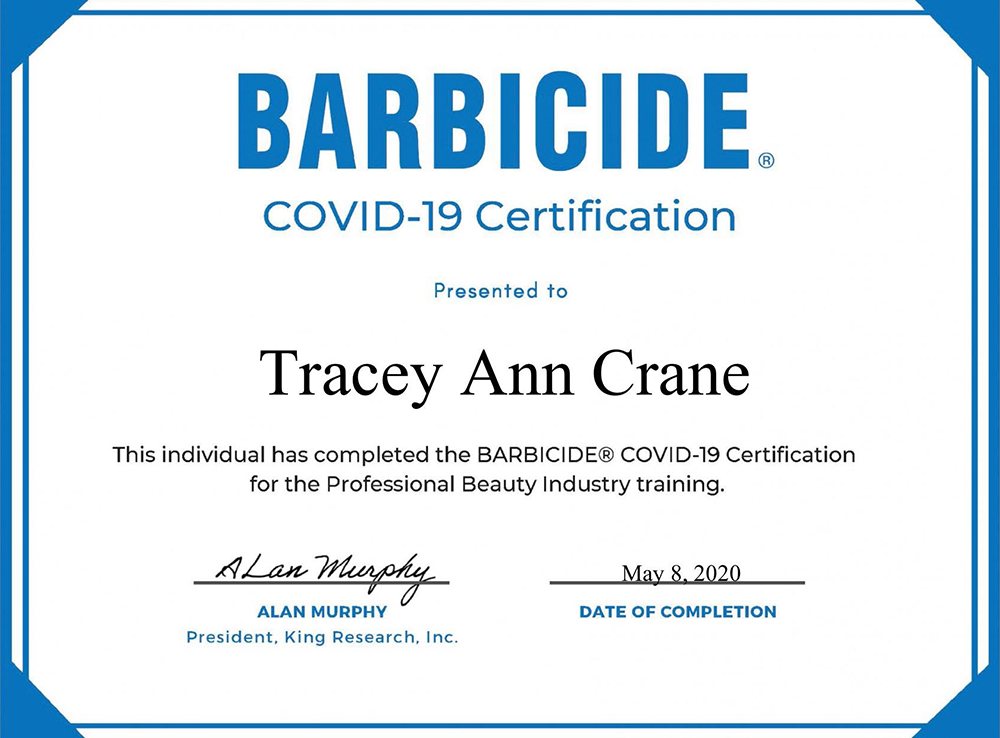 BARBICIDE®
COVID-19 Certification
Presented to
Tracey Ann Crane
This individual has completed the BARBICIDE® COVID-19 Certification
for the Professional Beauty Industry training.
ALan Murphy
May 8, 2020
ALAN MURPHY
DATE OF COMPLETION
President, King Research, Inc.